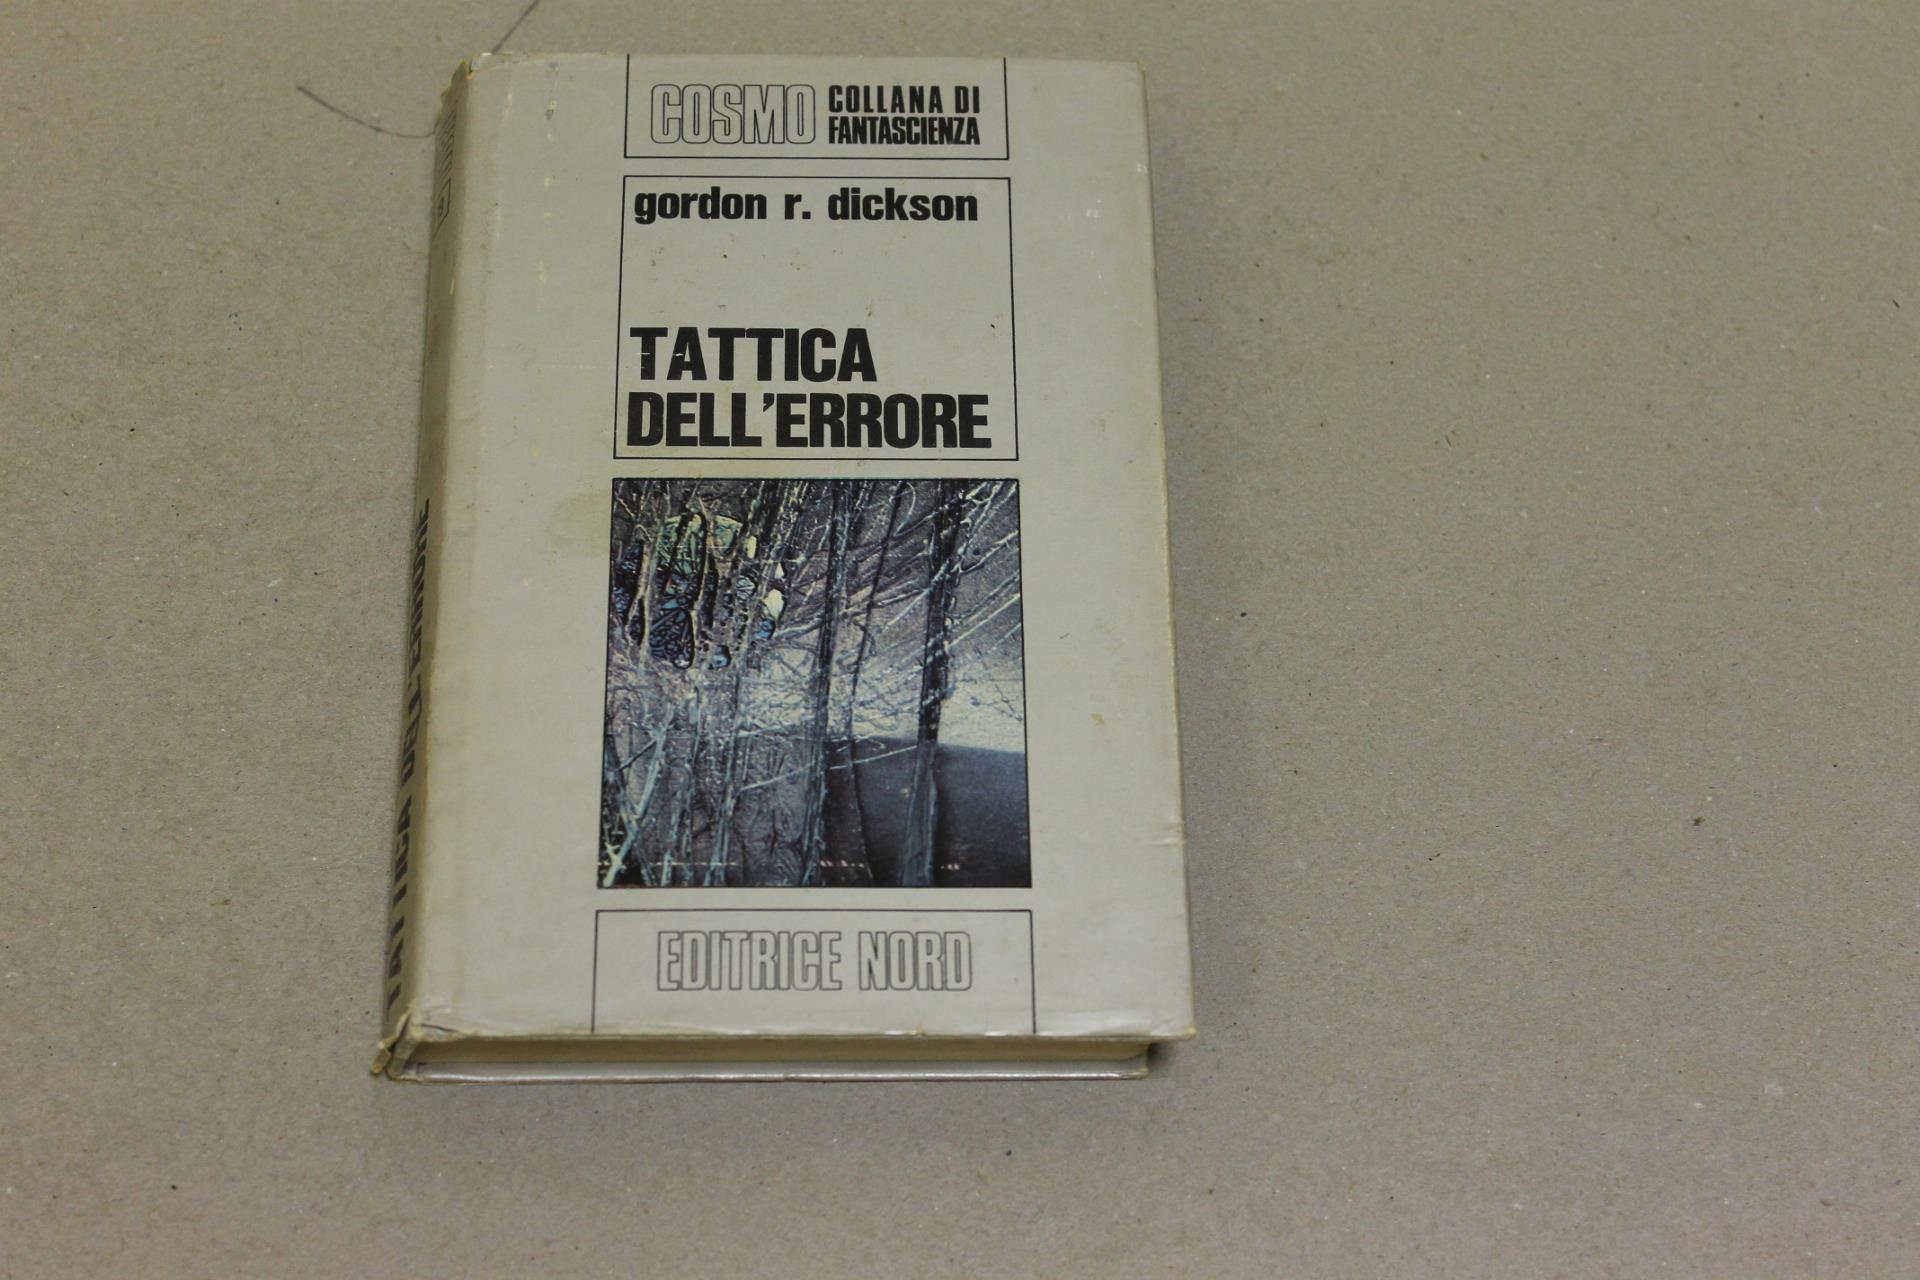 COSMO COLLANA DI
FANTASCIENZA
gordon r. dickson
TATTICA
DELL'ERRORE
EDITRICE NORD
TATTICA DELL'ERRORE